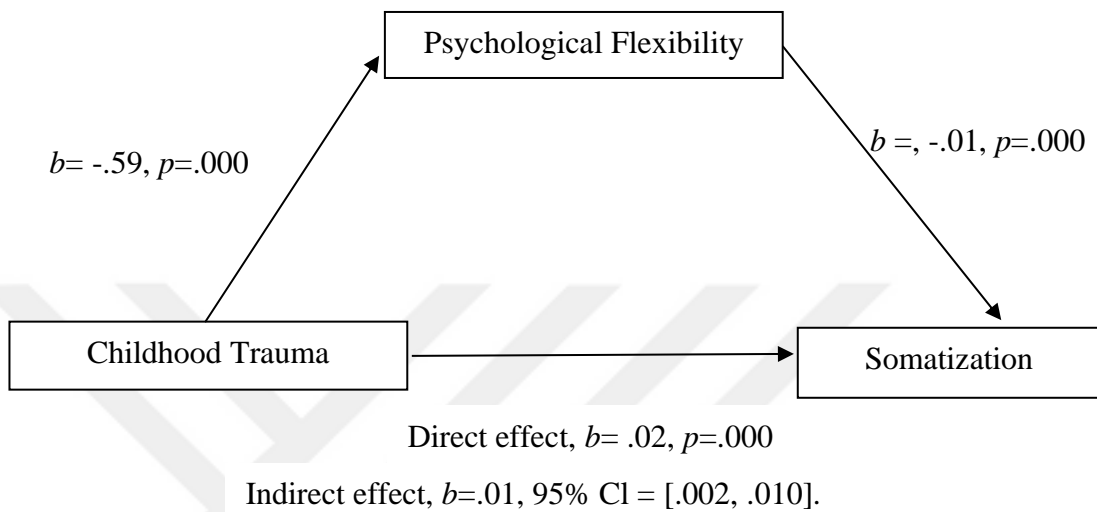 Psychological Flexibility
b= -.59, p=.000
b =, -.01, p=.000
Childhood Trauma
Somatization
Direct effect, b= .02, p=.000
Indirect effect, b=.01, 95% Cl = [.002, .010].